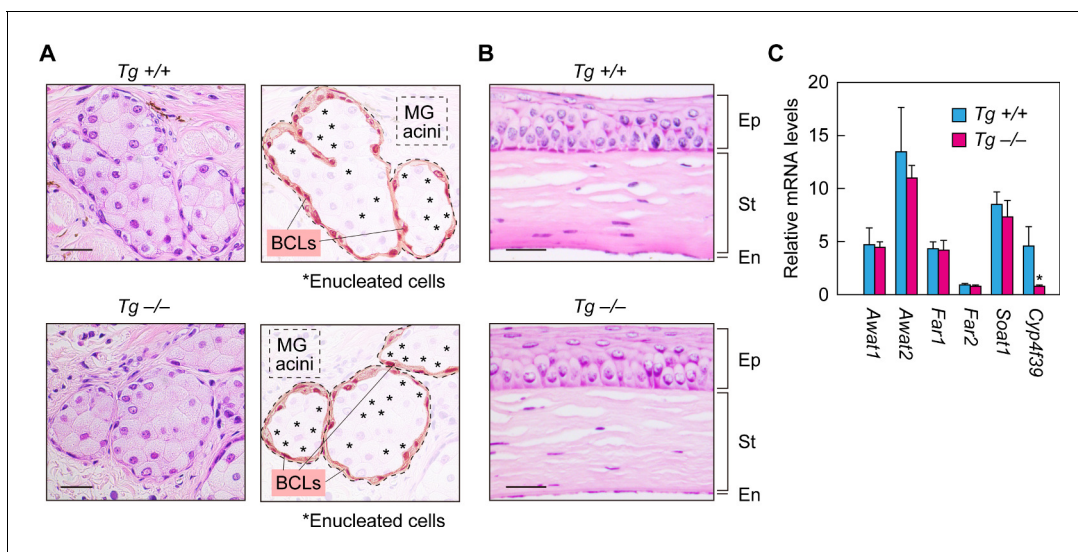 A
Tg +/+
MG
acini
BCLs
*Enucleated cells
Tg –/–
MG
acini
BCLs
*Enucleated cells
B
Tg +/+
Ep
St
En
Tg –/–
Ep
St
En
C
Relative mRNA levels
20
15
10
5
0
Tg +/+
Tg –/–
*
Awat1
Awat2
Far1
Far2
Soat1
Cyp4f39